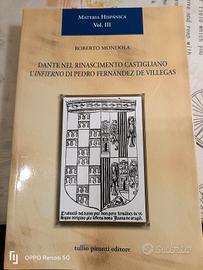 MATERIA HISPÁNICA
Vol. III
ROBERTO MONDOLA
DANTE NEL RINASCIMENTO CASTIGLIANO
L'INFIERNO DI PEDRO FERNÁNDEZ DE VILLEGAS
tullio pironti editore
OPPO Reno6 5G
subito